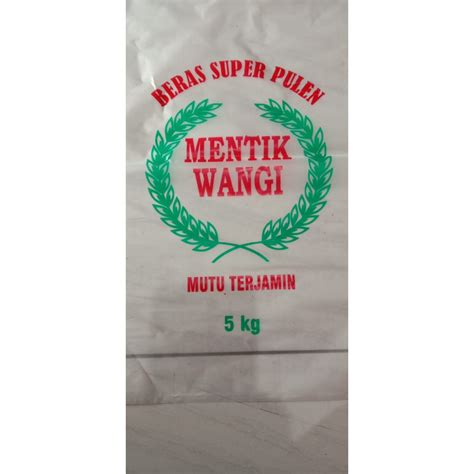 BERAS SUPER PULEN
MENTIK
WANGI
MUTU TERJAMIN
5 kg